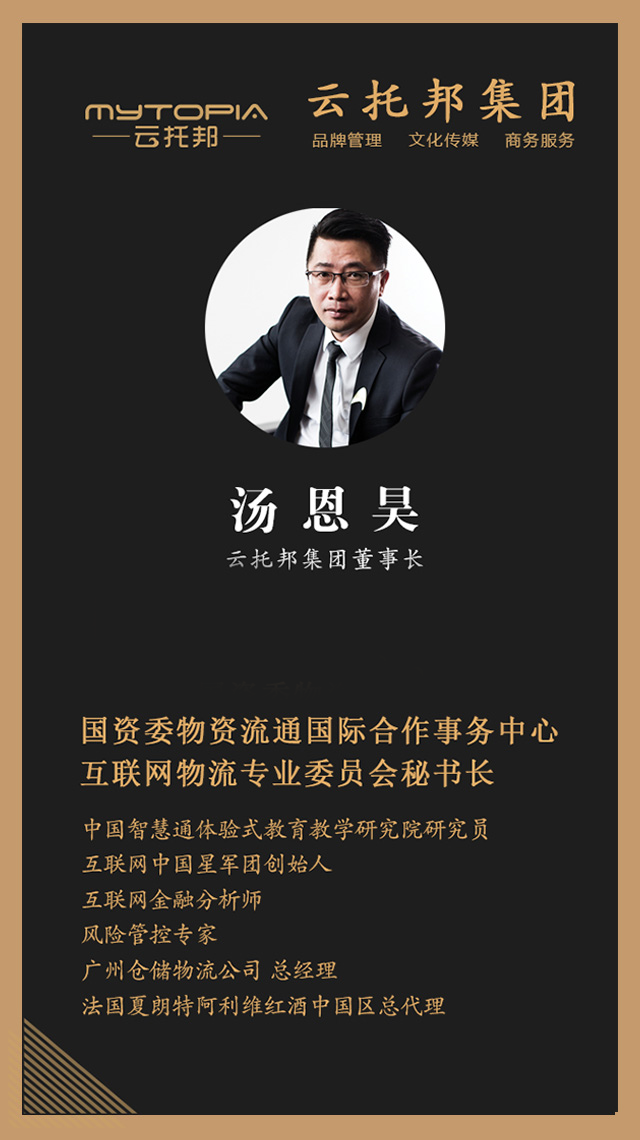 MYTOPIA
云托邦
云托邦集团
品牌管理 文化传媒 商务服务
汤恩昊
云托邦集团董事长
国资委物资流通国际合作事务中心
互联网物流专业委员会秘书长
中国智慧通体验式教育教学研究院研究员
互联网中国星军团创始人
互联网金融分析师
风险管控专家
广州仓储物流公司 总经理
法国夏朗特阿利维红酒中国区总代理